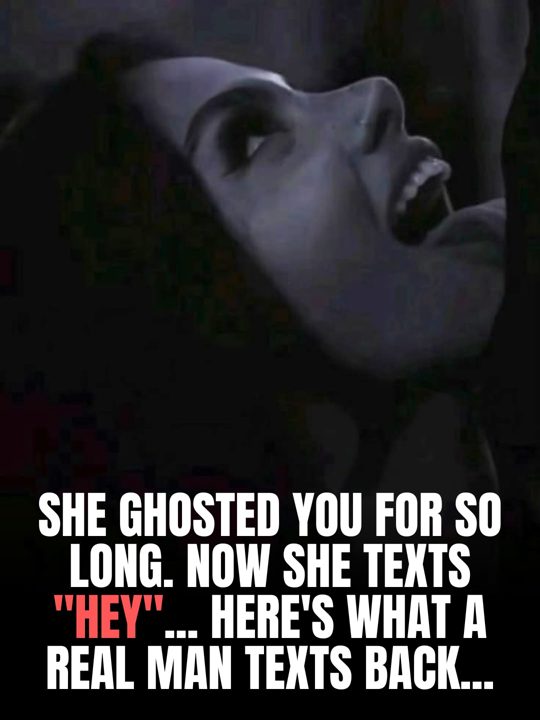 SHE GHOSTED YOU FOR SO
LONG. NOW SHE TEXTS
"HEY"... HERE'S WHAT A
REAL MAN TEXTS BACK...